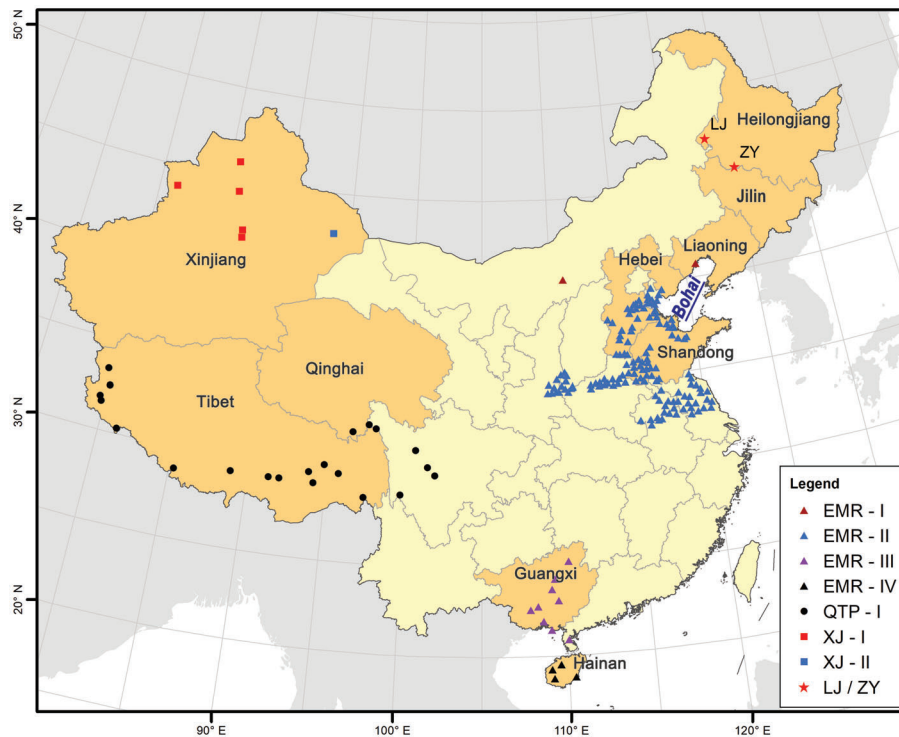 50° N
40° N
30° N
20° N
LJ
Heilongjiang
ZY
Jilin
Liaoning
Hebei
Bohai
Xinjiang
Shandong
Qinghai
Tibet
Guangxi
Hainan
Legend
EMR - I
EMR - II
EMR - III
EMR - IV
QTP - I
XJ - I
XJ - II
LJ / ZY
90° E
100° E
110° E
120° E